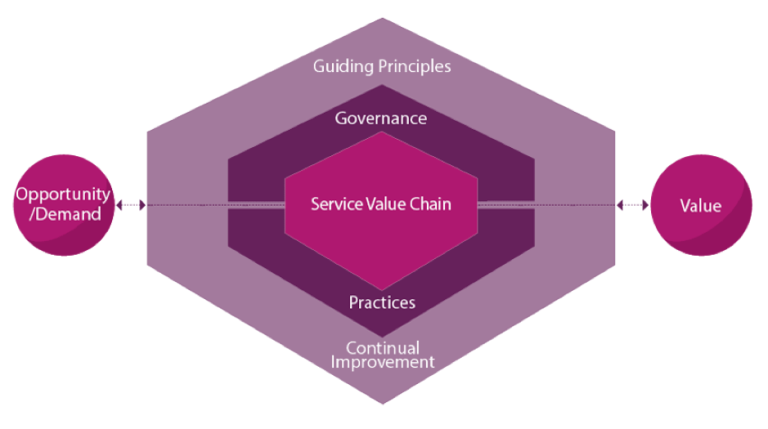 Guiding Principles
Governance
Opportunity
/Demand
Service Value Chain
Value
Practices
Continual
Improvement